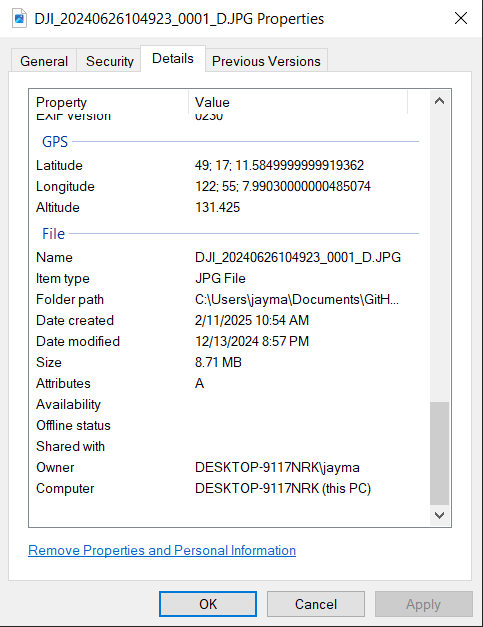 DJI_20240626104923_0001_D.JPG Properties
General Security Details Previous Versions
Property Value
EXIF version 0230
GPS
Latitude 49; 17; 11.5849999999919362
Longitude 122; 55; 7.99030000000485074
Altitude 131.425
File
Name DJI_20240626104923_0001_D.JPG
Item type JPG File
Folder path C:\Users\jayma\Documents\GitH...
Date created 2/11/2025 10:54 AM
Date modified 12/13/2024 8:57 PM
Size 8.71 MB
Attributes A
Availability
Offline status
Shared with
Owner DESKTOP-9117NRK\jayma
Computer DESKTOP-9117NRK (this PC)
Remove Properties and Personal Information
OK Cancel Apply